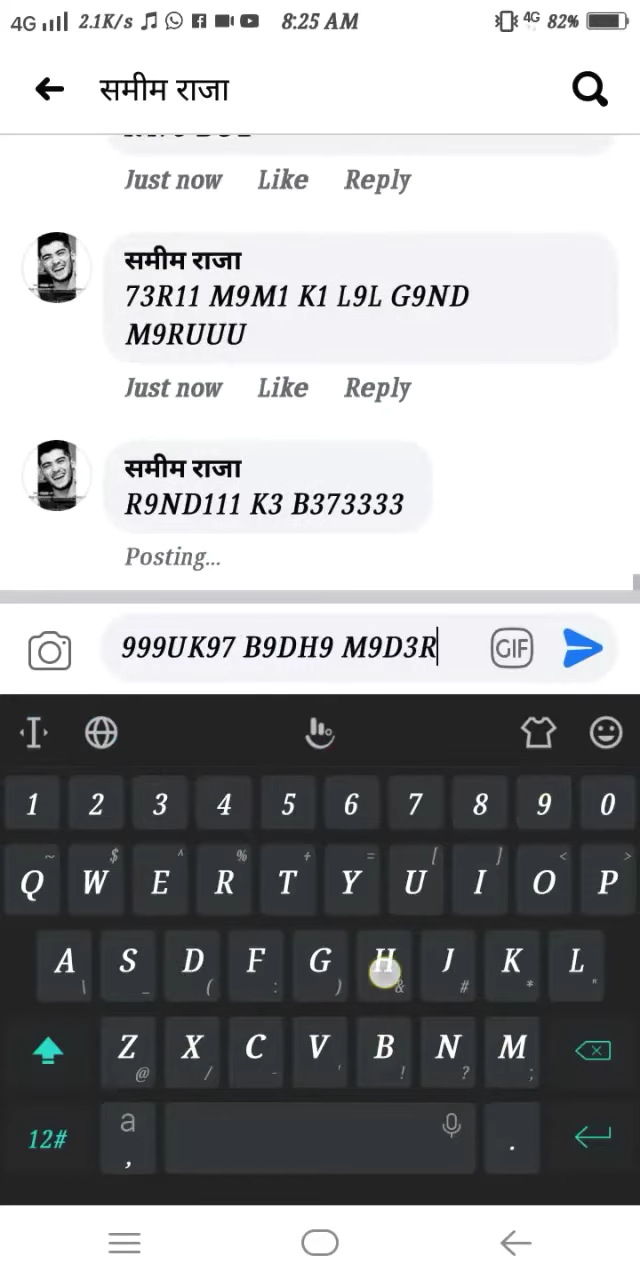 4G 2.1K/s 8:25 AM 4G 82%
समीम राजा
Just now Like Reply
समीम राजा
73R11 M9M1 K1 L9L G9ND
M9RUUU
Just now Like Reply
समीम राजा
R9ND111 K3 B373333
Posting...
999UK97 B9DH9 M9D3R GIF
1 2 3 4 5 6 7 8 9 0
~ $ ^ % + = [ ] < >
Q W E R T Y U I O P
A S D F G H J K L
\ _ ( : ) & # * "
Z X C V B N M
@ / - ' ! ? ;
12# a , .